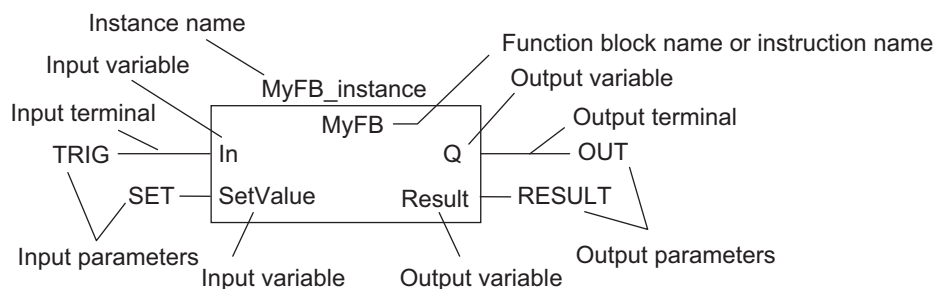 Instance name
Function block name or instruction name
Input variable
Output variable
MyFB_instance
Input terminal
MyFB
Output terminal
TRIG
In
Q
OUT
SET
SetValue
Result
RESULT
Input parameters
Output parameters
Input variable
Output variable